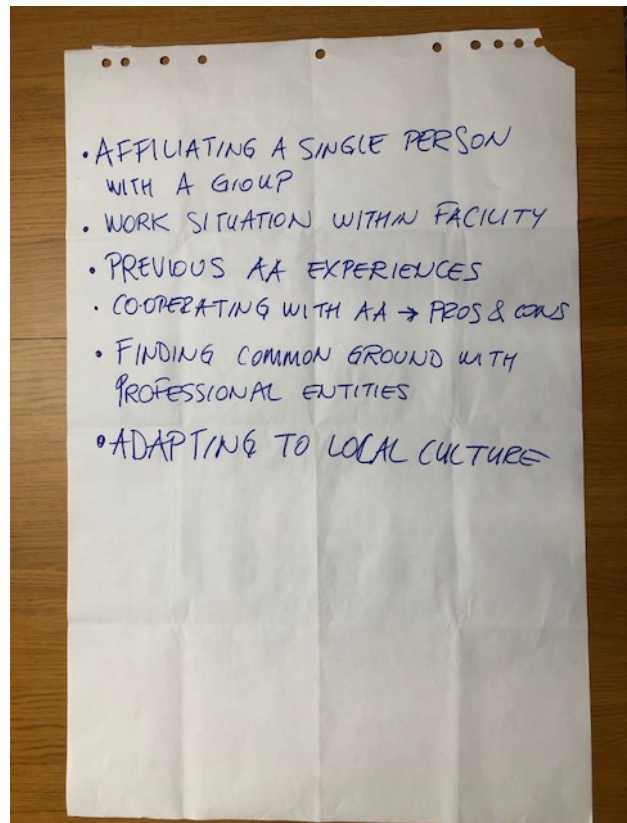 • AFFILIATING A SINGLE PERSON
WITH A GIOUP
• WORK SITUATION WITHIN FACILITY
• PREVIOUS AA EXPERIENCES
• COOPERATING WITH AA → PROS & CONS
• FINDING COMMON GROUND WITH
PROFESSIONAL ENTITIES
• ADAPTING TO LOCAL CULTURE